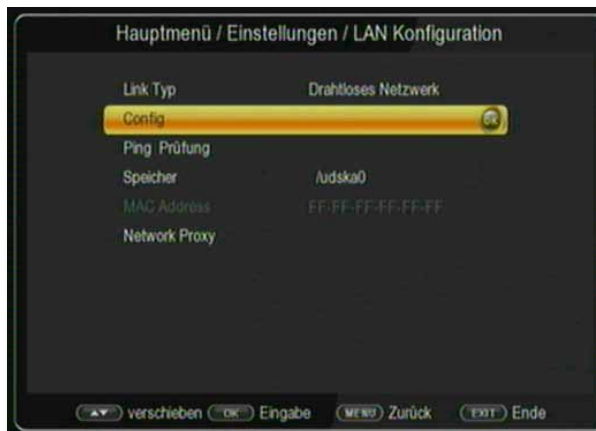 Hauptmenü / Einstellungen / LAN Konfiguration
Link Typ Drahtloses Netzwerk
Config OK
Ping Prüfung
Speicher /udska0
MAC Address FF-FF-FF-FF-FF-FF
Network Proxy
▲▼ verschieben OK Eingabe MENU Zurück EXIT Ende